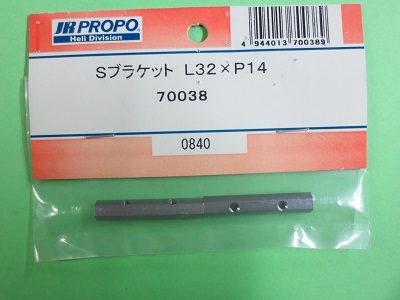 JR PROPO
Heli Division
4 944013 700389
Sブラケット L32×P14
70038
0840